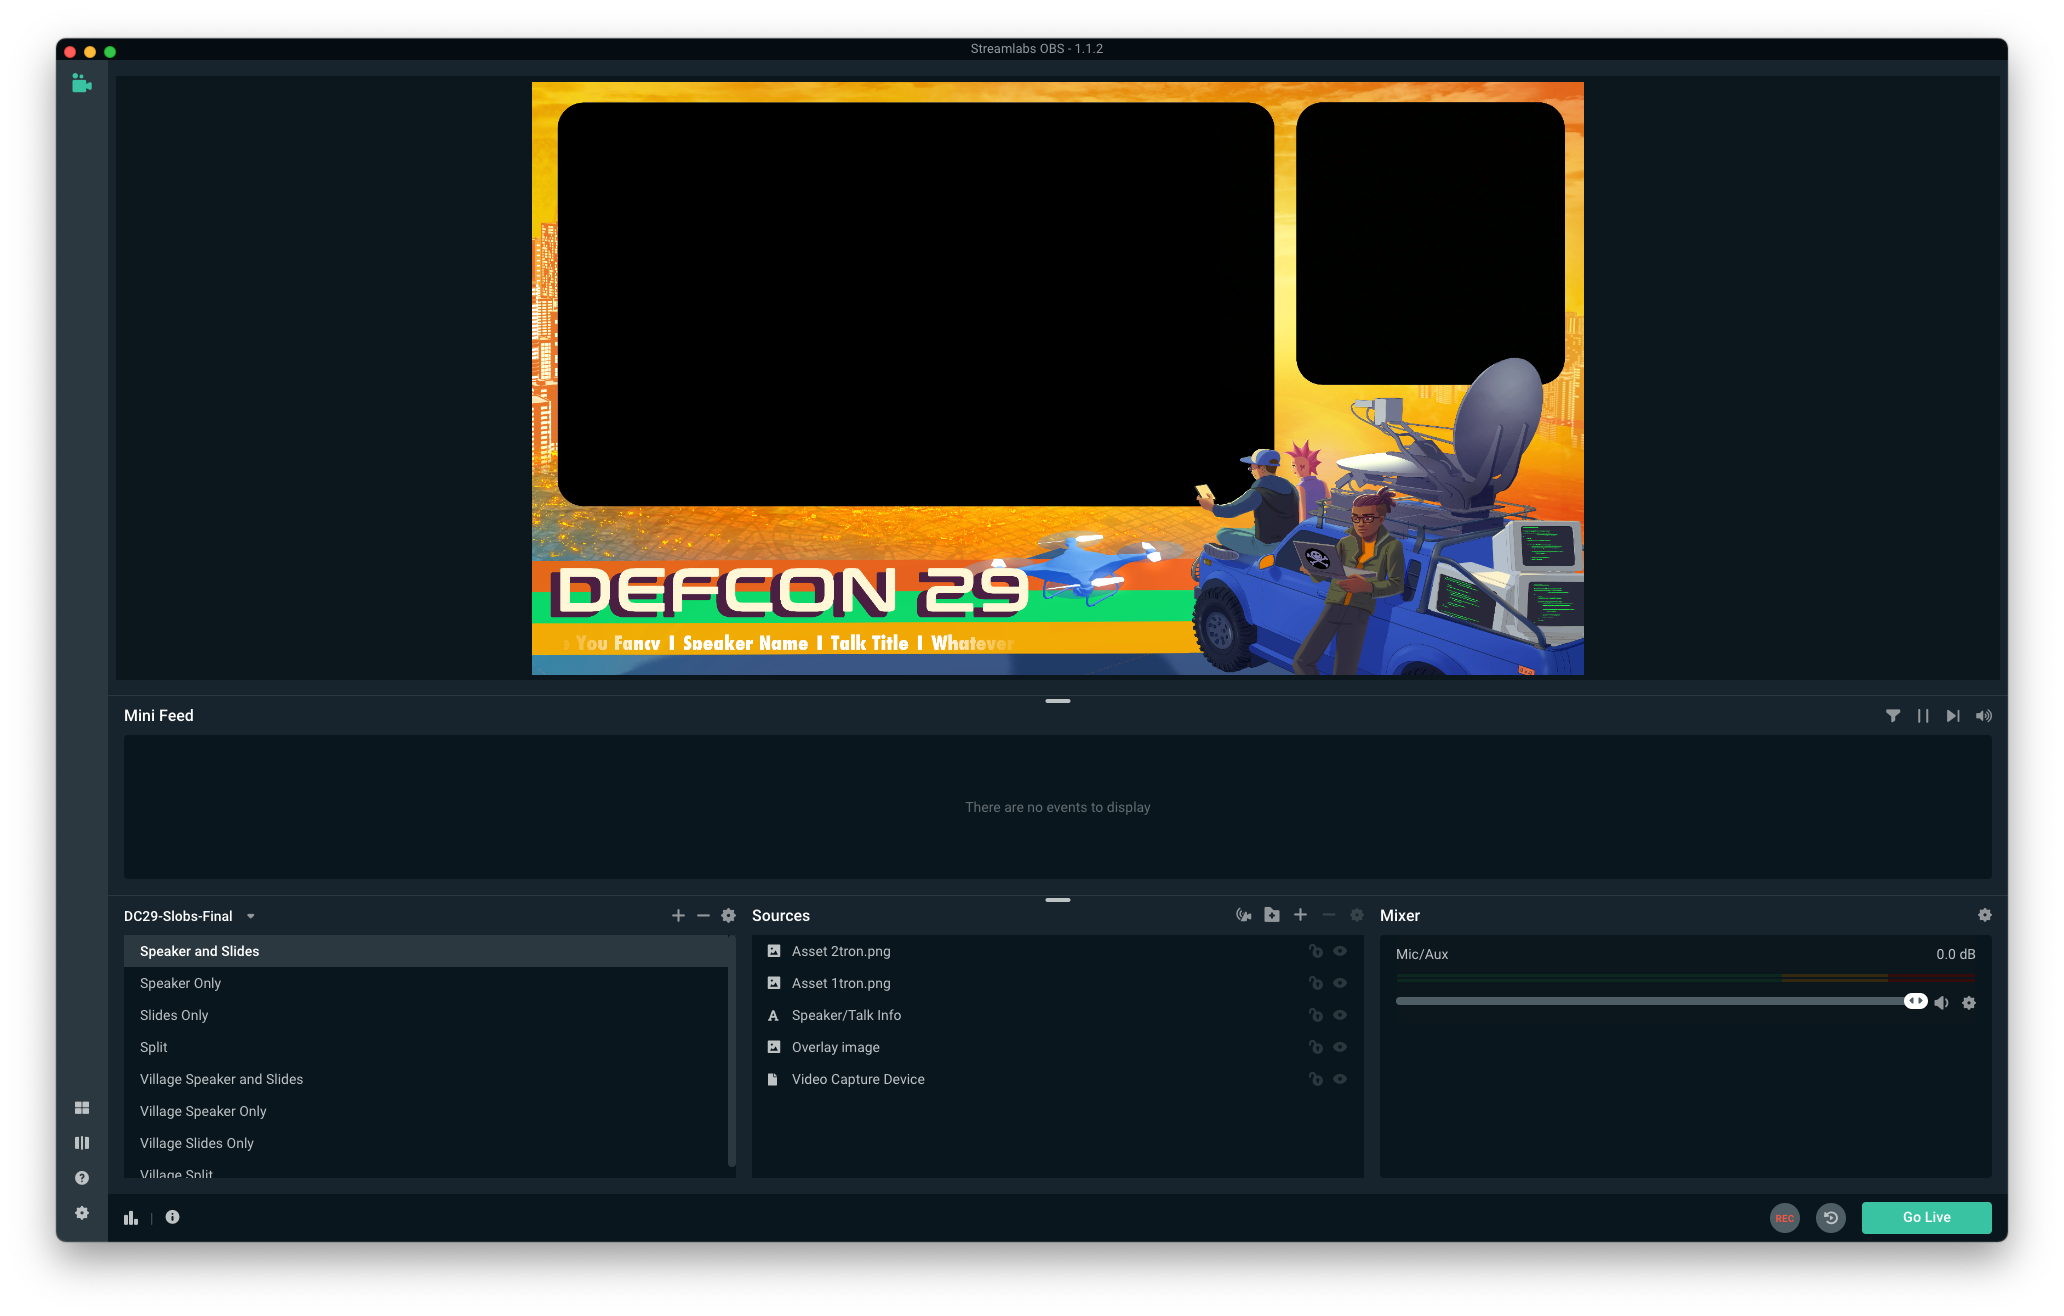 Streamlabs OBS - 1.1.2
DEFCON 29
You Fancy | Speaker Name | Talk Title | Whatever
Mini Feed
There are no events to display
DC29-Slobs-Final
Speaker and Slides
Speaker Only
Slides Only
Split
Village Speaker and Slides
Village Speaker Only
Village Slides Only
Village Split
Sources
Asset 2tron.png
Asset 1tron.png
Speaker/Talk Info
Overlay image
Video Capture Device
Mixer
Mic/Aux 0.0 dB
REC
Go Live